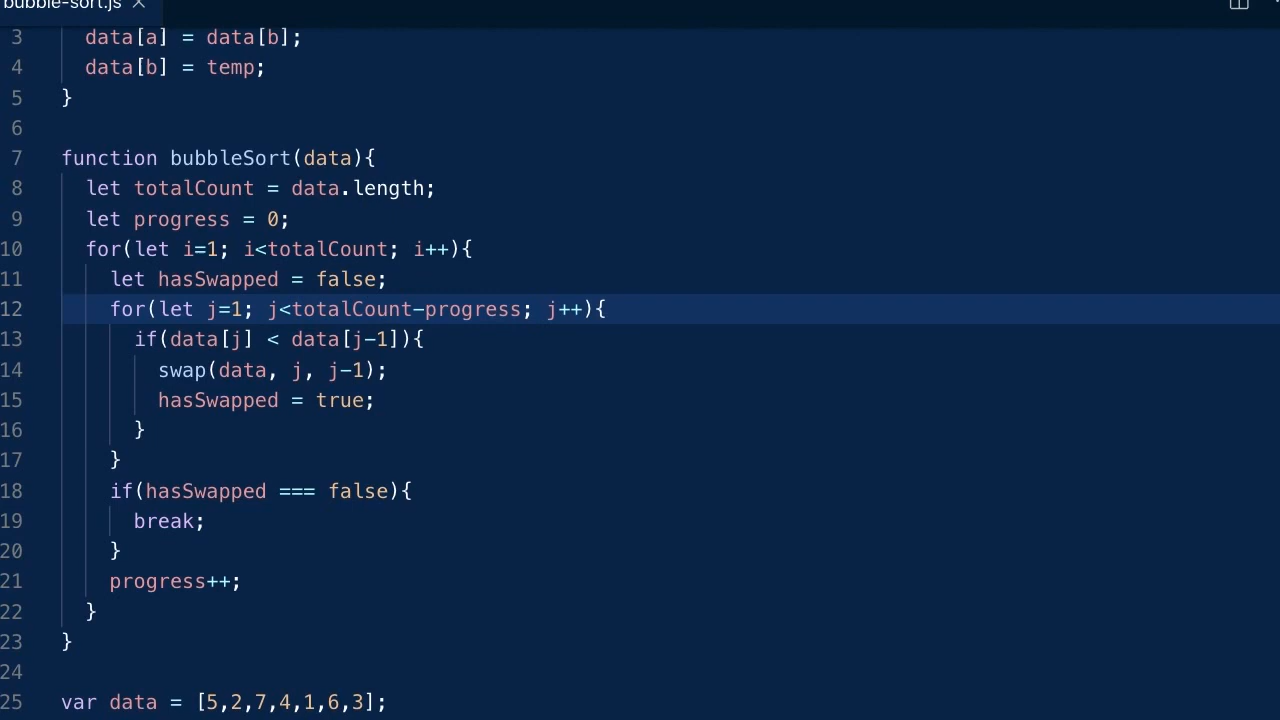 bubble-sort.js
3 data[a] = data[b];
4 data[b] = temp;
5 }
6
7 function bubbleSort(data){
8 let totalCount = data.length;
9 let progress = 0;
10 for(let i=1; i<totalCount; i++){
11 let hasSwapped = false;
12 for(let j=1; j<totalCount-progress; j++){
13 if(data[j] < data[j-1]){
14 swap(data, j, j-1);
15 hasSwapped = true;
16 }
17 }
18 if(hasSwapped === false){
19 break;
20 }
21 progress++;
22 }
23 }
24
25 var data = [5,2,7,4,1,6,3];